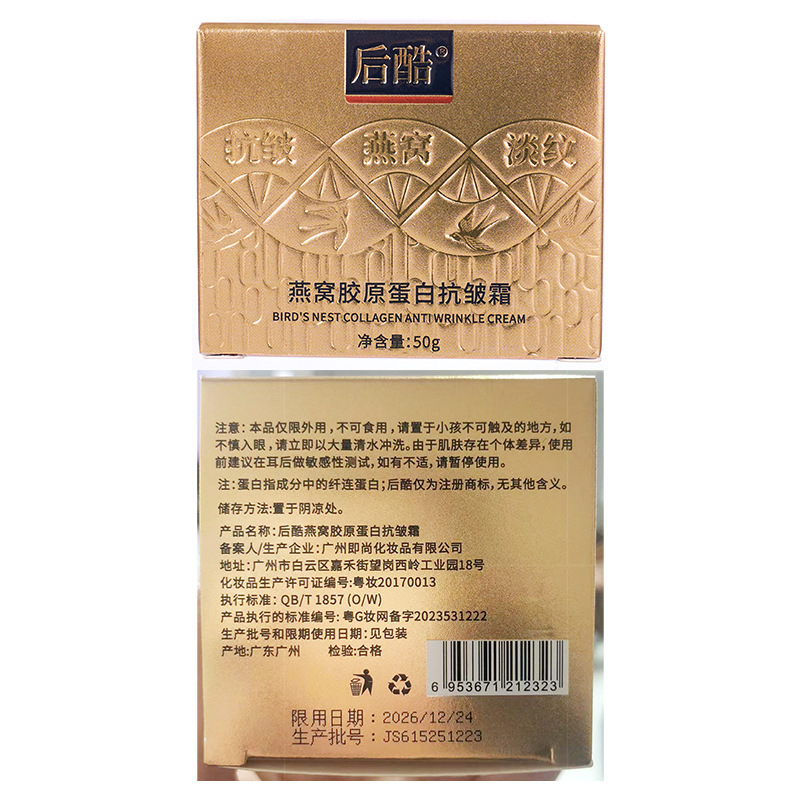 后酷®
抗皱 燕窝 淡纹
燕窝胶原蛋白抗皱霜
BIRD'S NEST COLLAGEN ANTI WRINKLE CREAM
净含量:50g
注意: 本品仅限外用，不可食用，请置于小孩不可触及的地方，如
不慎入眼，请立即以大量清水冲洗。由于肌肤存在个体差异，使用
前建议在耳后做敏感性测试，如有不适，请暂停使用。
注:蛋白指成分中的纤连蛋白;后酷仅为注册商标，无其他含义。
储存方法:置于阴凉处。
产品名称:后酷燕窝胶原蛋白抗皱霜
备案人/生产企业:广州即尚化妆品有限公司
地址:广州市白云区嘉禾街望岗西岭工业园18号
化妆品生产许可证编号:粤妆20170013
执行标准: QB/T 1857 (O/W)
产品执行的标准编号: 粤G妆网备字2023531222
生产批号和限期使用日期:见包装
产地:广东广州 检验:合格
6 953671 212323
限用日期: 2026/12/24
生产批号: JS615251223